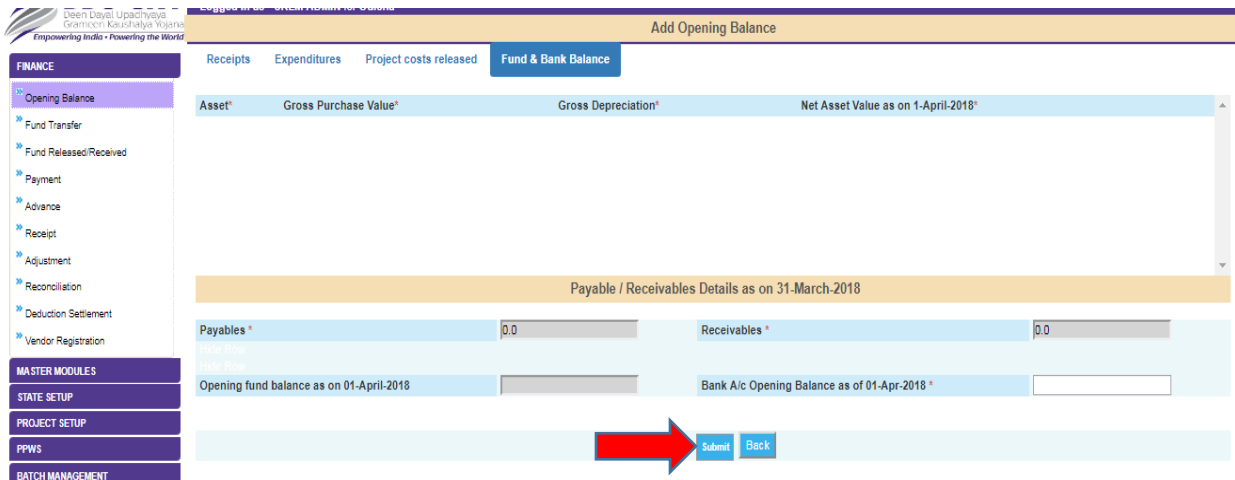 Deen Dayal Upadhyaya
Grameen Kaushalya Yojana
Empowering India • Powering the World
Add Opening Balance
FINANCE
Opening Balance
Fund Transfer
Fund Released/Received
Payment
Advance
Receipt
Adjustment
Reconciliation
Deduction Settlement
Vendor Registration
MASTER MODULES
STATE SETUP
PROJECT SETUP
PPWS
BATCH MANAGEMENT
Receipts Expenditures Project costs released Fund & Bank Balance
Asset* Gross Purchase Value* Gross Depreciation* Net Asset Value as on 1-April-2018*
Payable / Receivables Details as on 31-March-2018
Payables * 0.0 Receivables * 0.0
Hide Row
Hide Row
Opening fund balance as on 01-April-2018 Bank A/c Opening Balance as of 01-Apr-2018 *
Submit Back